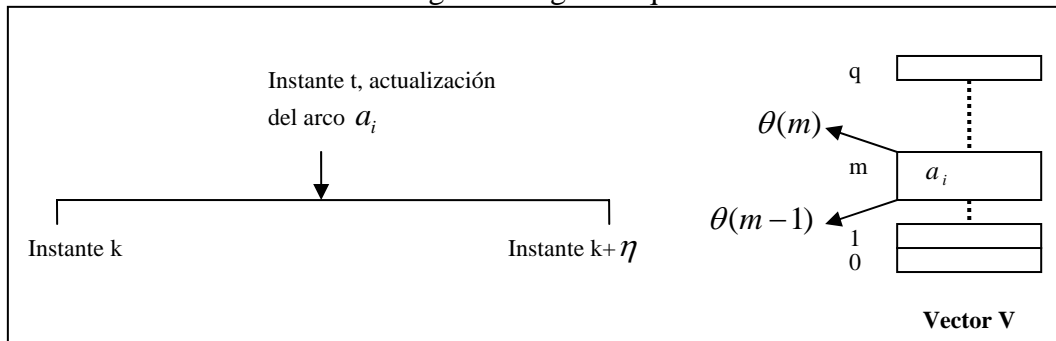 Instante t, actualización
del arco a_i
Instante k
Instante k+η
q
θ(m)
m
a_i
θ(m−1)
1
0
Vector V